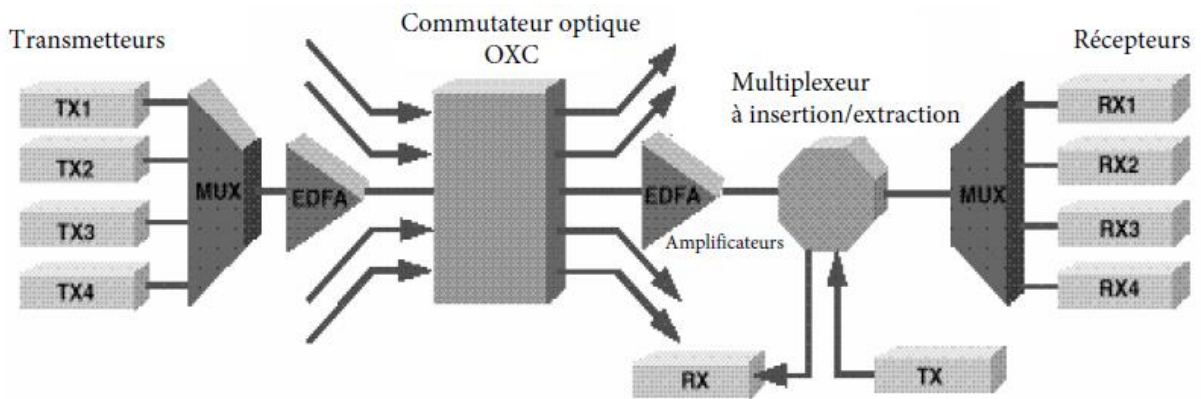 Transmetteurs
Commutateur optique
OXC
Récepteurs
Multiplexeur
à insertion/extraction
TX1
TX2
TX3
TX4
MUX
EDFA
EDFA
Amplificateurs
MUX
RX1
RX2
RX3
RX4
RX
TX